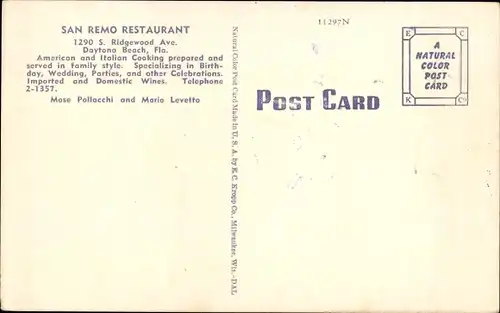 SAN REMO RESTAURANT
1290 S. Ridgewood Ave.
Daytona Beach, Fla.
American and Italian Cooking prepared and
served in family style. Specializing in Birth-
day, Wedding, Parties, and other Celebrations.
Imported and Domestic Wines. Telephone
2-1357.
Mose Pollacchi and Mario Levetto
Natural Color Post Card Made in U. S. A. by E. C. Kropp Co., Milwaukee, Wis.-DAL
11297N
POST CARD
E C
A
NATURAL
COLOR
POST
CARD
K Co